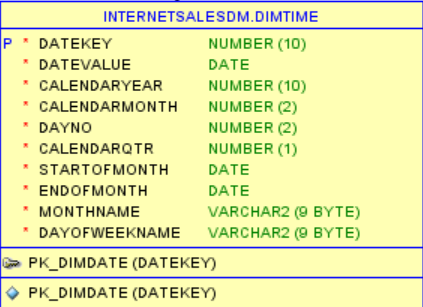 INTERNETSALESDM.DIMTIME
P * DATEKEY NUMBER (10)
* DATEVALUE DATE
* CALENDARYEAR NUMBER (10)
* CALENDARMONTH NUMBER (2)
* DAYNO NUMBER (2)
* CALENDARQTR NUMBER (1)
* STARTOFMONTH DATE
* ENDOFMONTH DATE
* MONTHNAME VARCHAR2 (9 BYTE)
* DAYOFWEEKNAME VARCHAR2 (9 BYTE)
PK_DIMDATE (DATEKEY)
PK_DIMDATE (DATEKEY)